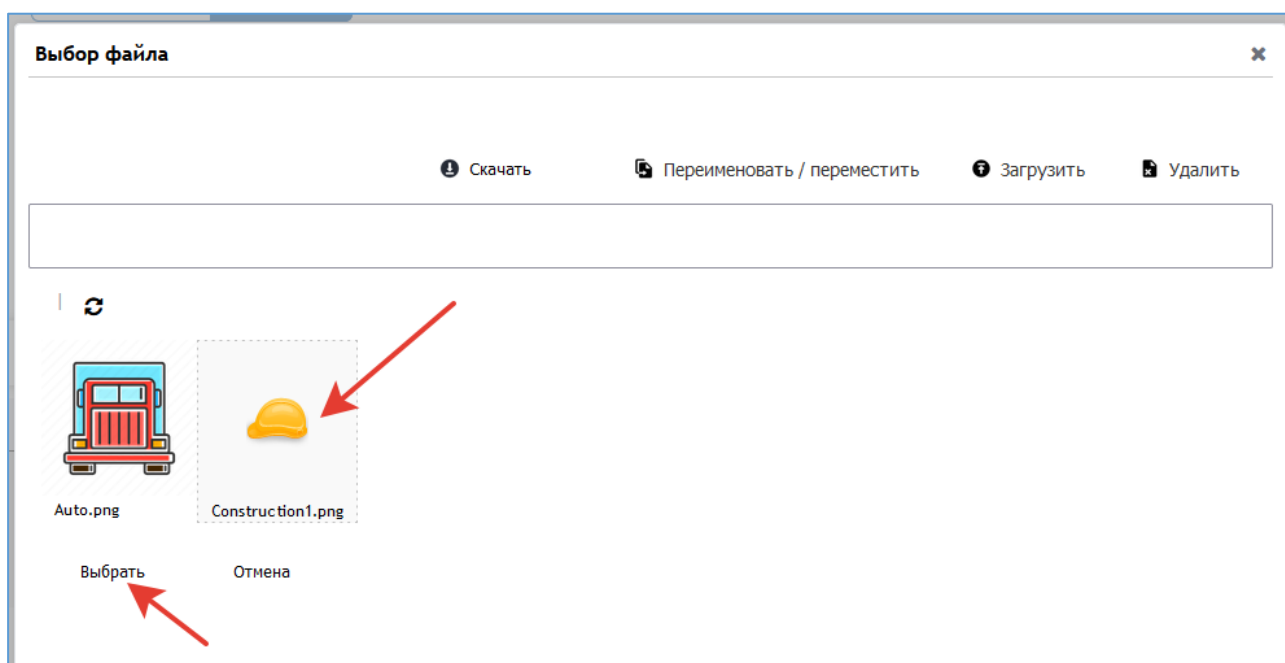 Выбор файла
Скачать Переименовать / переместить Загрузить Удалить
Auto.png Construction1.png
Выбрать Отмена